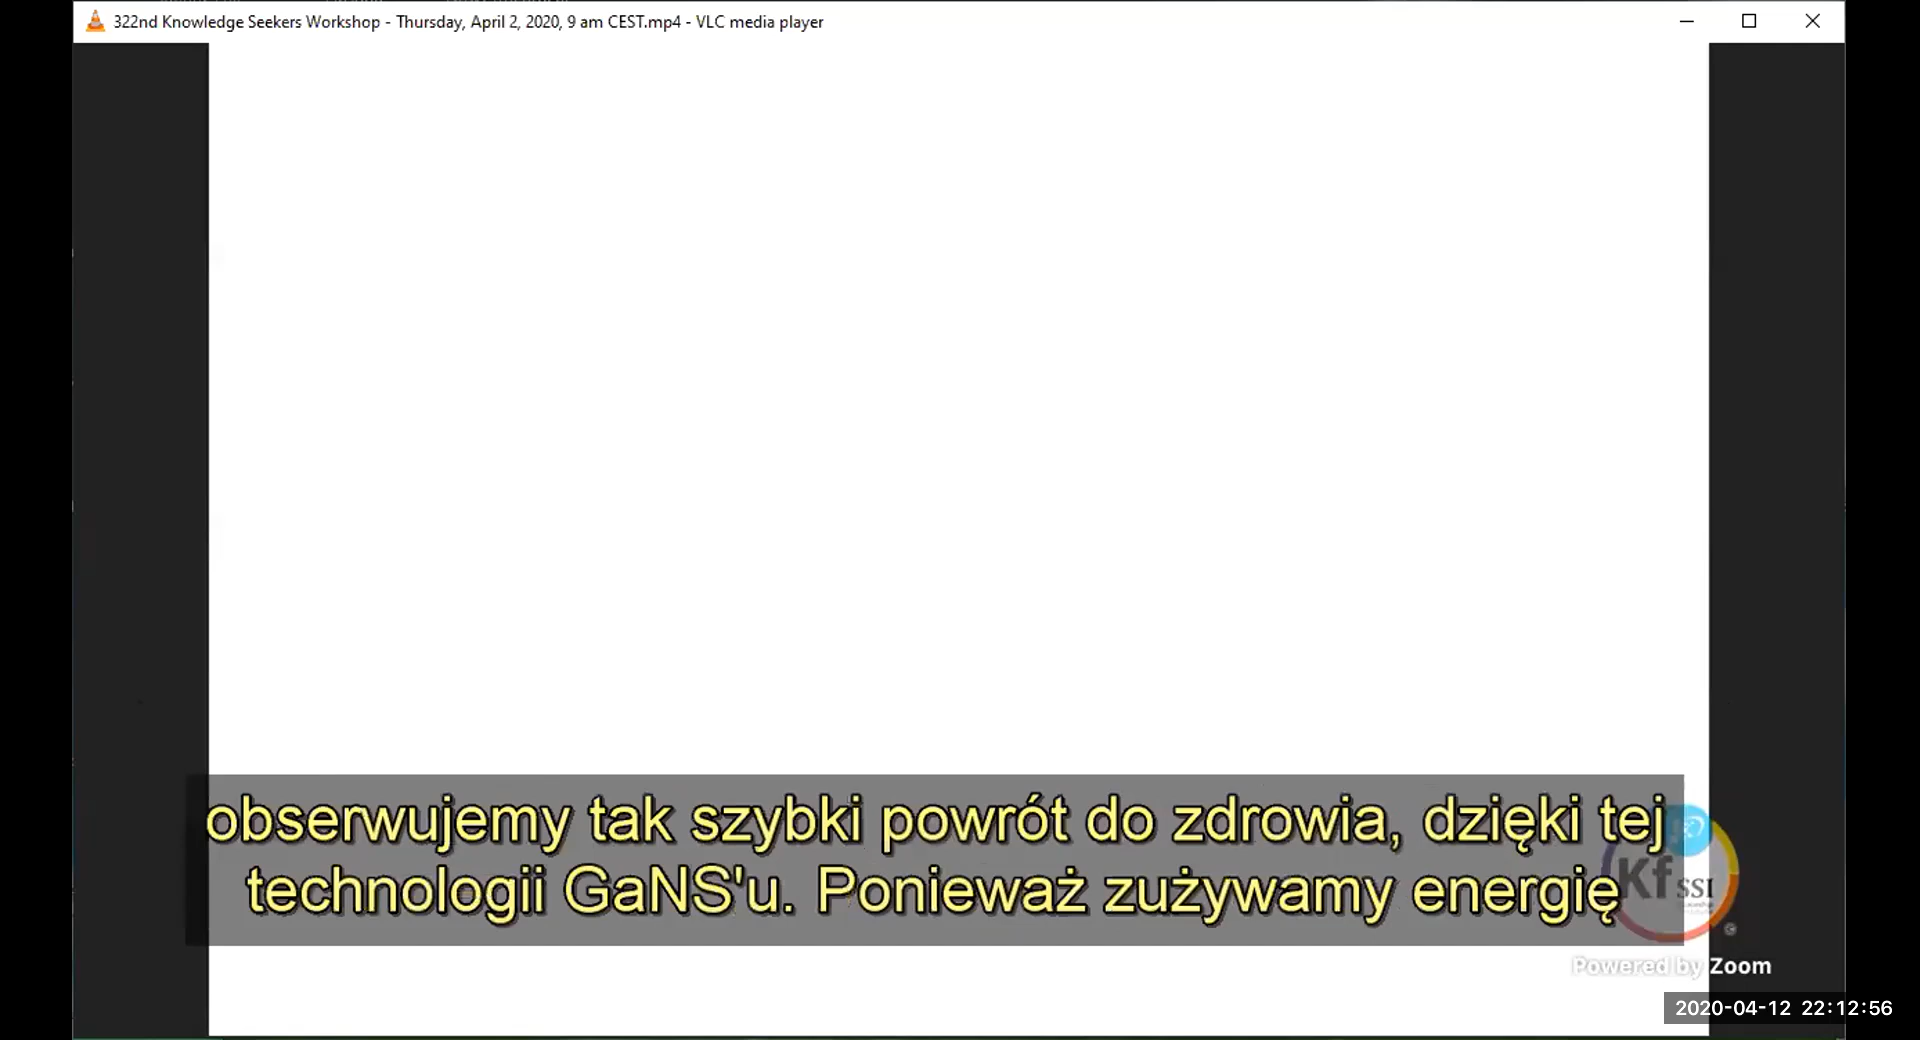 322nd Knowledge Seekers Workshop - Thursday, April 2, 2020, 9 am CEST.mp4 - VLC media player
obserwujemy tak szybki powrót do zdrowia, dzięki tej
technologii GaNS'u. Ponieważ zużywamy energię
Kf SSI
Powered by Zoom
2020-04-12 22:12:56